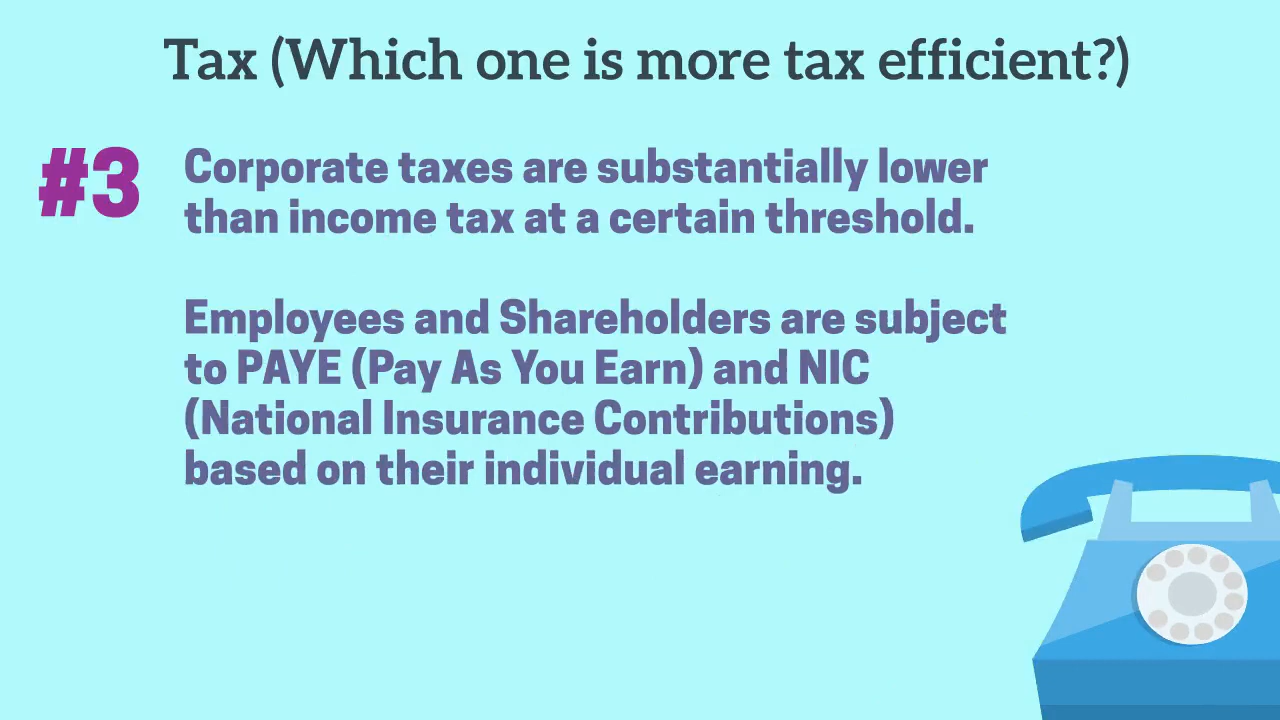 Tax (Which one is more tax efficient?)
#3
Corporate taxes are substantially lower
than income tax at a certain threshold.
Employees and Shareholders are subject
to PAYE (Pay As You Earn) and NIC
(National Insurance Contributions)
based on their individual earning.